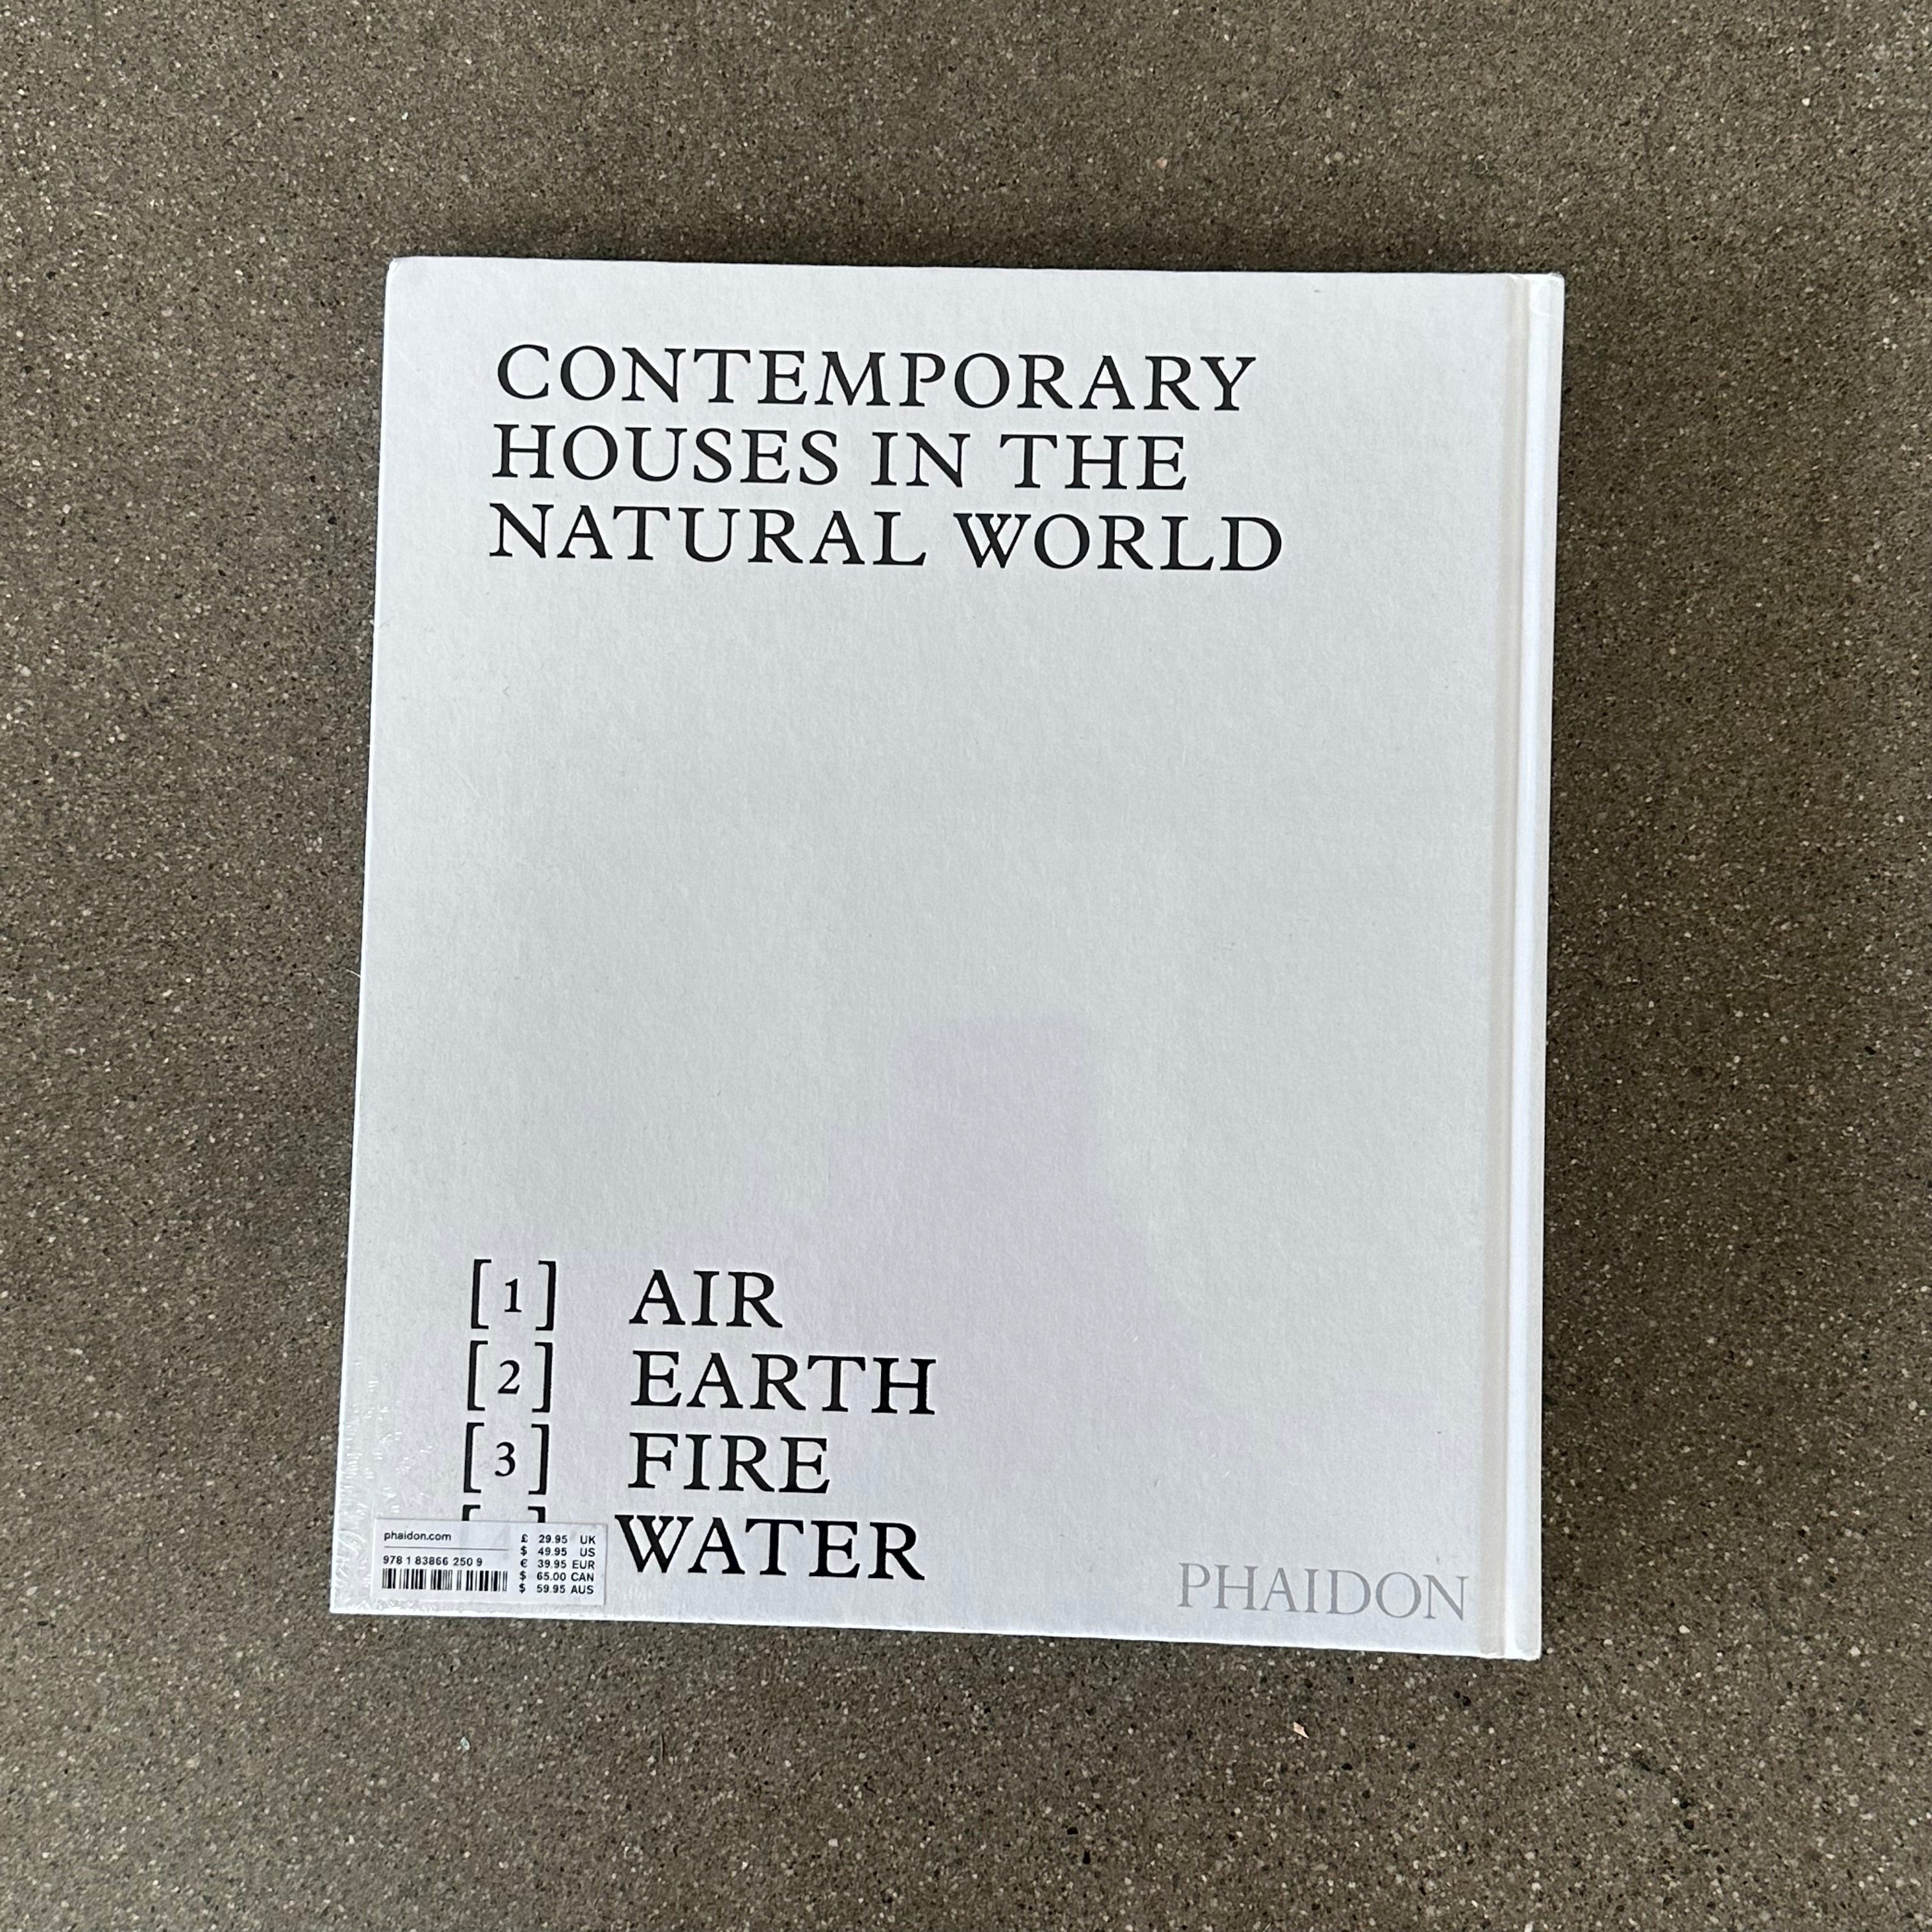 CONTEMPORARY
HOUSES IN THE
NATURAL WORLD
[1] AIR
[2] EARTH
[3] FIRE
WATER
phaidon.com
978 1 83866 250 9
£ 29.95 UK
$ 49.95 US
€ 39.95 EUR
$ 65.00 CAN
$ 59.95 AUS
PHAIDON